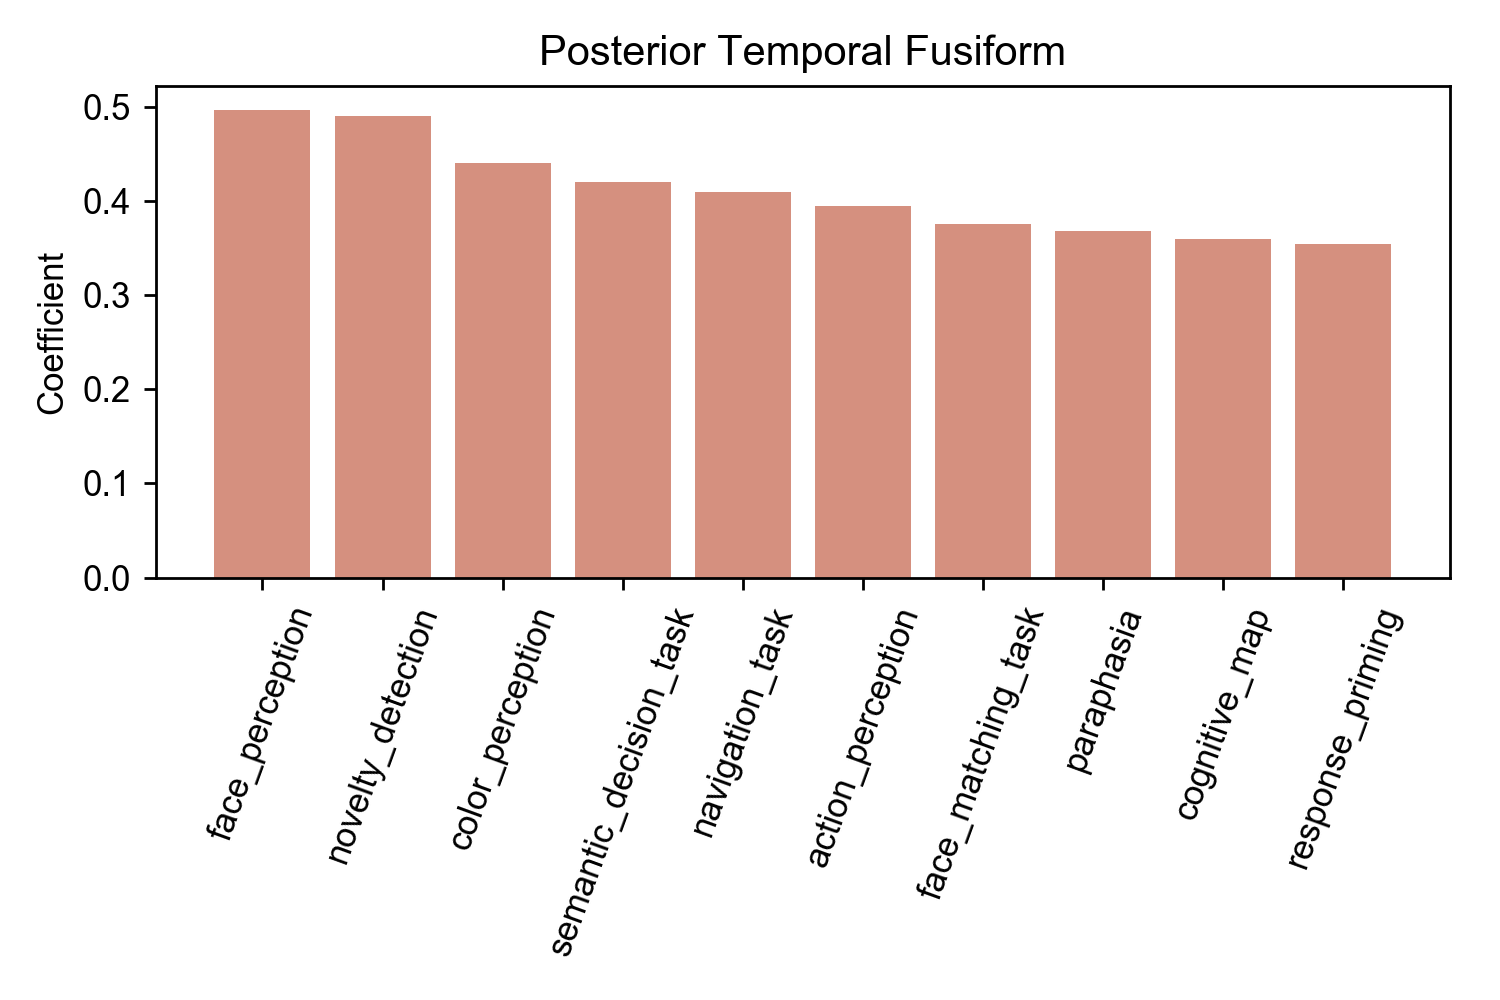 Posterior Temporal Fusiform
Coefficient
0.5
0.4
0.3
0.2
0.1
0.0
face_perception
novelty_detection
color_perception
semantic_decision_task
navigation_task
action_perception
face_matching_task
paraphasia
cognitive_map
response_priming